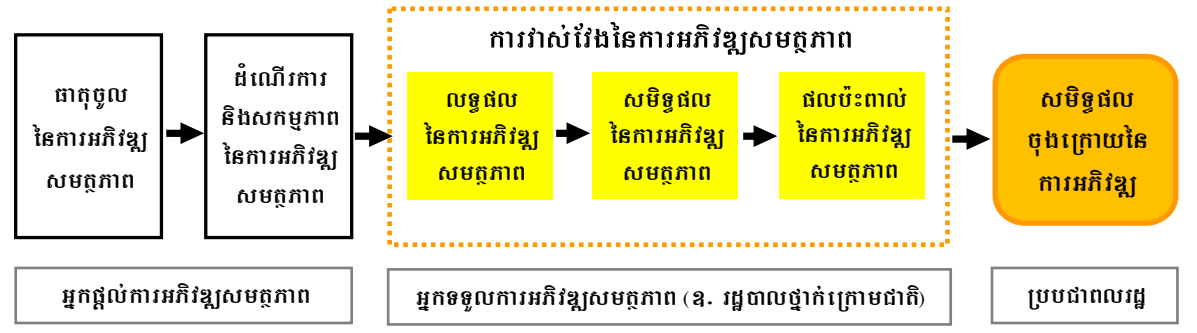 ការវាស់វែងនៃការអភិវឌ្ឍសមត្ថភាព
ធាតុចូល
នៃការអភិវឌ្ឍ
សមត្ថភាព
ដំណើរការ
និងសកម្មភាព
នៃការអភិវឌ្ឍ
សមត្ថភាព
លទ្ធផល
នៃការអភិវឌ្ឍ
សមត្ថភាព
សមិទ្ធផល
នៃការអភិវឌ្ឍ
សមត្ថភាព
ផលប៉ះពាល់
នៃការអភិវឌ្ឍ
សមត្ថភាព
សមិទ្ធផល
ចុងក្រោយនៃ
ការអភិវឌ្ឍ
អ្នកផ្តល់ការអភិវឌ្ឍសមត្ថភាព
អ្នកទទួលការអភិវឌ្ឍសមត្ថភាព (ឧ. រដ្ឋបាលថ្នាក់ក្រោមជាតិ)
ប្របជាពលរដ្ឋ